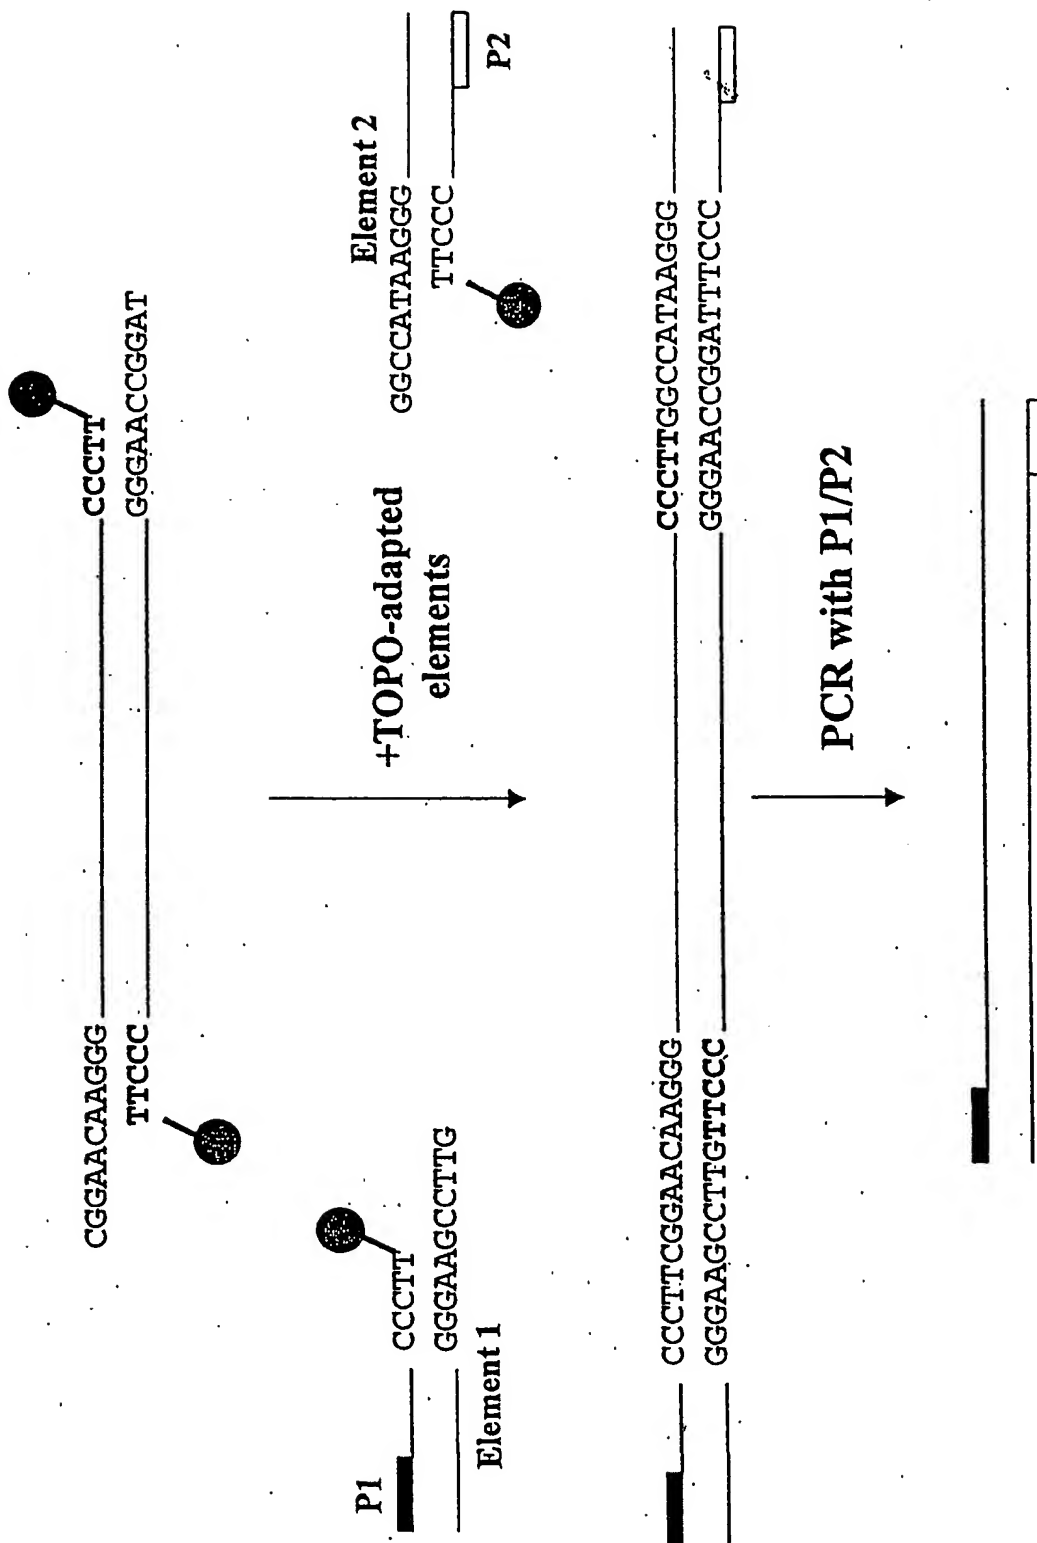 CGGAACAAGGG
CCCTT
TTCCC
GGGAACCGGAT
+TOPO-adapted
elements
P1
CCCTT
GGGAAGCCTTG
Element 1
Element 2
GGCCATAAGGG
TTCCC
P2
CCCTTCGGAACAAGGG
CCCTTGGCCATAAGGG
GGGAAGCCTTGTTCCC
GGGAACCGGATTTCCC
PCR with P1/P2